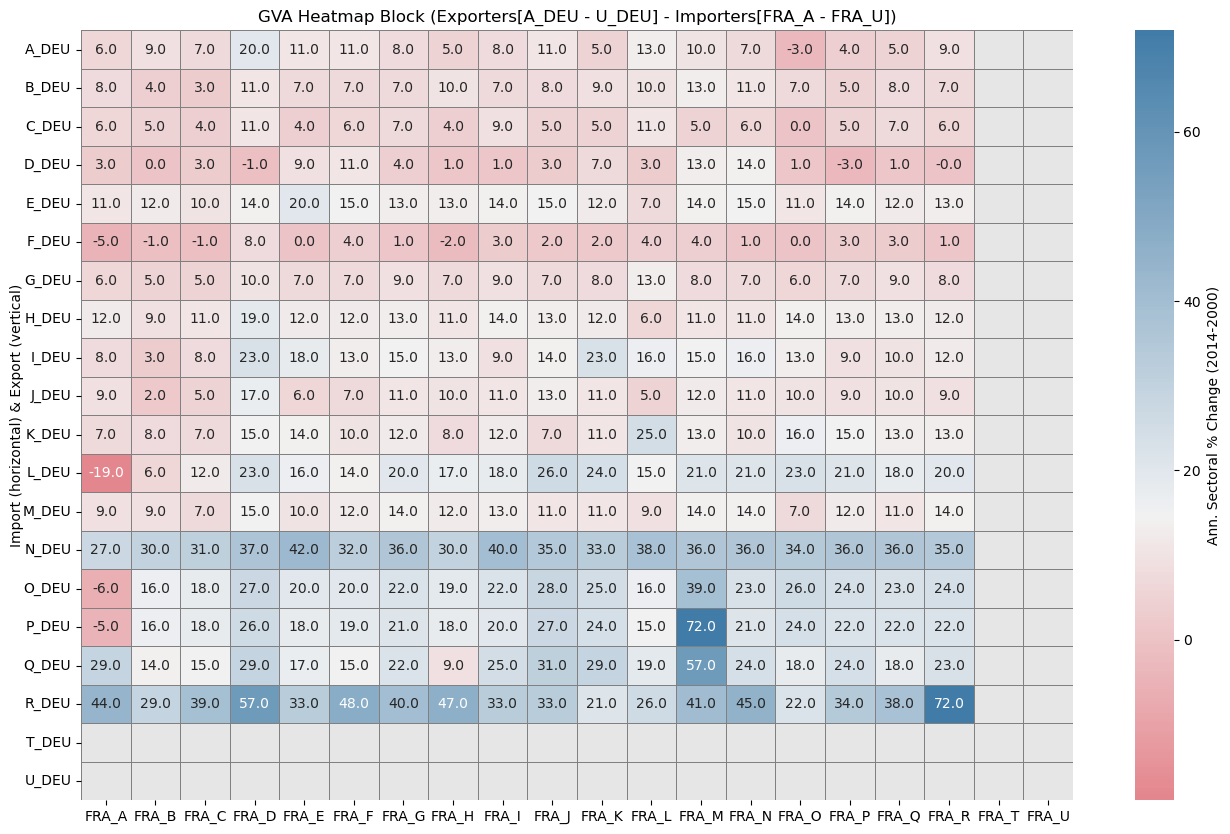 GVA Heatmap Block (Exporters[A_DEU - U_DEU] - Importers[FRA_A - FRA_U])
Import (horizontal) & Export (vertical)
A_DEU 6.0 9.0 7.0 20.0 11.0 11.0 8.0 5.0 8.0 11.0 5.0 13.0 10.0 7.0 -3.0 4.0 5.0 9.0
B_DEU 8.0 4.0 3.0 11.0 7.0 7.0 7.0 10.0 7.0 8.0 9.0 10.0 13.0 11.0 7.0 5.0 8.0 7.0
C_DEU 6.0 5.0 4.0 11.0 4.0 6.0 7.0 4.0 9.0 5.0 5.0 11.0 5.0 6.0 0.0 5.0 7.0 6.0
D_DEU 3.0 0.0 3.0 -1.0 9.0 11.0 4.0 1.0 1.0 3.0 7.0 3.0 13.0 14.0 1.0 -3.0 1.0 -0.0
E_DEU 11.0 12.0 10.0 14.0 20.0 15.0 13.0 13.0 14.0 15.0 12.0 7.0 14.0 15.0 11.0 14.0 12.0 13.0
F_DEU -5.0 -1.0 -1.0 8.0 0.0 4.0 1.0 -2.0 3.0 2.0 2.0 4.0 4.0 1.0 0.0 3.0 3.0 1.0
G_DEU 6.0 5.0 5.0 10.0 7.0 7.0 9.0 7.0 9.0 7.0 8.0 13.0 8.0 7.0 6.0 7.0 9.0 8.0
H_DEU 12.0 9.0 11.0 19.0 12.0 12.0 13.0 11.0 14.0 13.0 12.0 6.0 11.0 11.0 14.0 13.0 13.0 12.0
I_DEU 8.0 3.0 8.0 23.0 18.0 13.0 15.0 13.0 9.0 14.0 23.0 16.0 15.0 16.0 13.0 9.0 10.0 12.0
J_DEU 9.0 2.0 5.0 17.0 6.0 7.0 11.0 10.0 11.0 13.0 11.0 5.0 12.0 11.0 10.0 9.0 10.0 9.0
K_DEU 7.0 8.0 7.0 15.0 14.0 10.0 12.0 8.0 12.0 7.0 11.0 25.0 13.0 10.0 16.0 15.0 13.0 13.0
L_DEU -19.0 6.0 12.0 23.0 16.0 14.0 20.0 17.0 18.0 26.0 24.0 15.0 21.0 21.0 23.0 21.0 18.0 20.0
M_DEU 9.0 9.0 7.0 15.0 10.0 12.0 14.0 12.0 13.0 11.0 11.0 9.0 14.0 14.0 7.0 12.0 11.0 14.0
N_DEU 27.0 30.0 31.0 37.0 42.0 32.0 36.0 30.0 40.0 35.0 33.0 38.0 36.0 36.0 34.0 36.0 36.0 35.0
O_DEU -6.0 16.0 18.0 27.0 20.0 20.0 22.0 19.0 22.0 28.0 25.0 16.0 39.0 23.0 26.0 24.0 23.0 24.0
P_DEU -5.0 16.0 18.0 26.0 18.0 19.0 21.0 18.0 20.0 27.0 24.0 15.0 72.0 21.0 24.0 22.0 22.0 22.0
Q_DEU 29.0 14.0 15.0 29.0 17.0 15.0 22.0 9.0 25.0 31.0 29.0 19.0 57.0 24.0 18.0 24.0 18.0 23.0
R_DEU 44.0 29.0 39.0 57.0 33.0 48.0 40.0 47.0 33.0 33.0 21.0 26.0 41.0 45.0 22.0 34.0 38.0 72.0
T_DEU
U_DEU
FRA_A FRA_B FRA_C FRA_D FRA_E FRA_F FRA_G FRA_H FRA_I FRA_J FRA_K FRA_L FRA_M FRA_N FRA_O FRA_P FRA_Q FRA_R FRA_T FRA_U
60
40
20
0
Ann. Sectoral % Change (2014-2000)